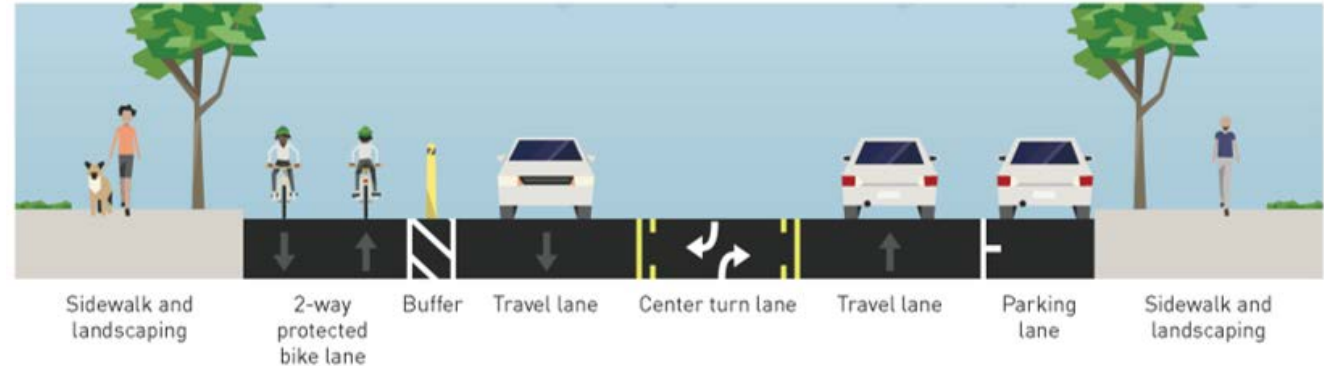 Sidewalk and
landscaping
2-way
protected
bike lane
Buffer
Travel lane
Center turn lane
Travel lane
Parking
lane
Sidewalk and
landscaping